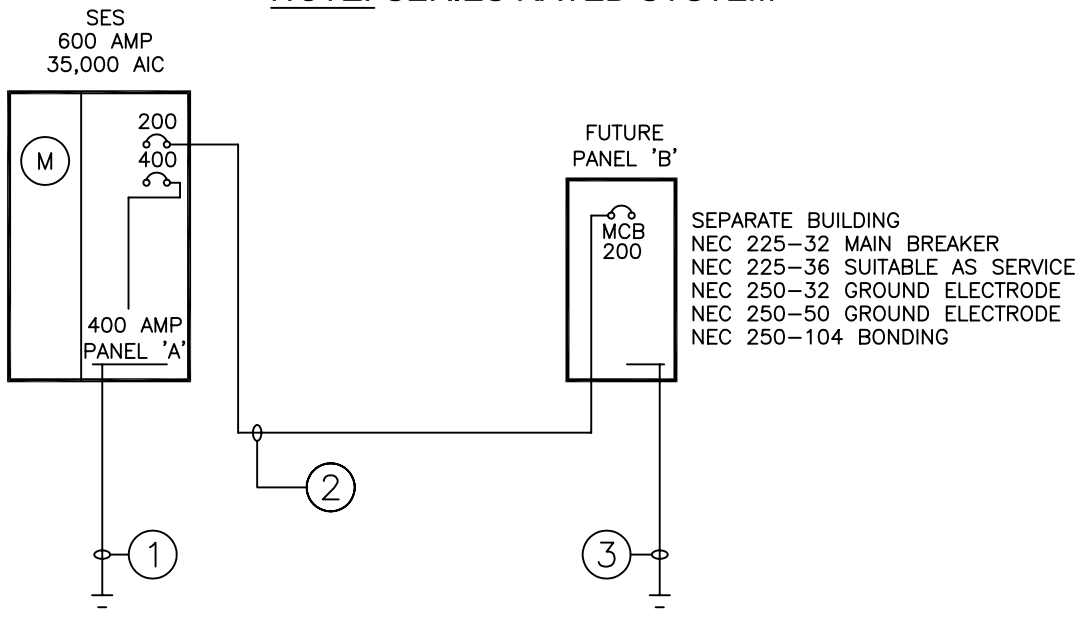 NOTE: SERIES RATED SYSTEM
SES
600 AMP
35,000 AIC
M
200
400
400 AMP
PANEL 'A'
FUTURE
PANEL 'B'
MCB
200
SEPARATE BUILDING
NEC 225-32 MAIN BREAKER
NEC 225-36 SUITABLE AS SERVICE
NEC 250-32 GROUND ELECTRODE
NEC 250-50 GROUND ELECTRODE
NEC 250-104 BONDING
2
1
3